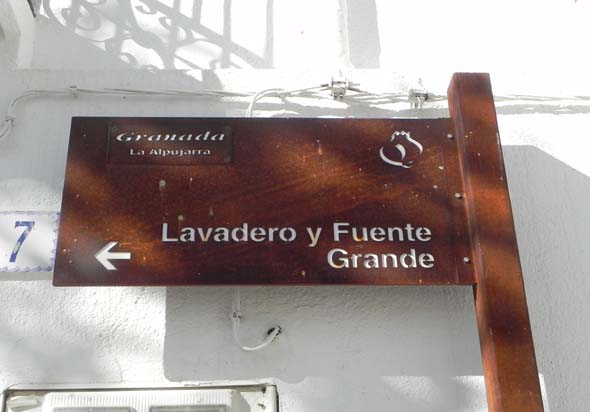 Granada
La Alpujarra
Lavadero y Fuente
Grande
7